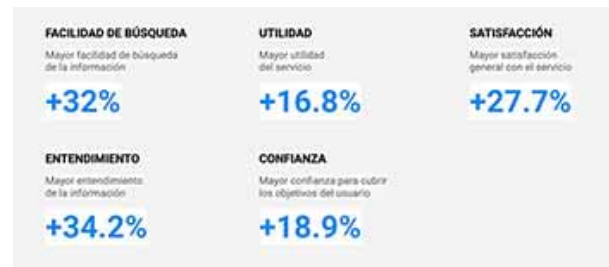 FACILIDAD DE BÚSQUEDA
Mayor facilidad de búsqueda
de la información
+32%
UTILIDAD
Mayor utilidad
del servicio
+16.8%
SATISFACCIÓN
Mayor satisfacción
general con el servicio
+27.7%
ENTENDIMIENTO
Mayor entendimiento
de la información
+34.2%
CONFIANZA
Mayor confianza para cubrir
los objetivos del usuario
+18.9%